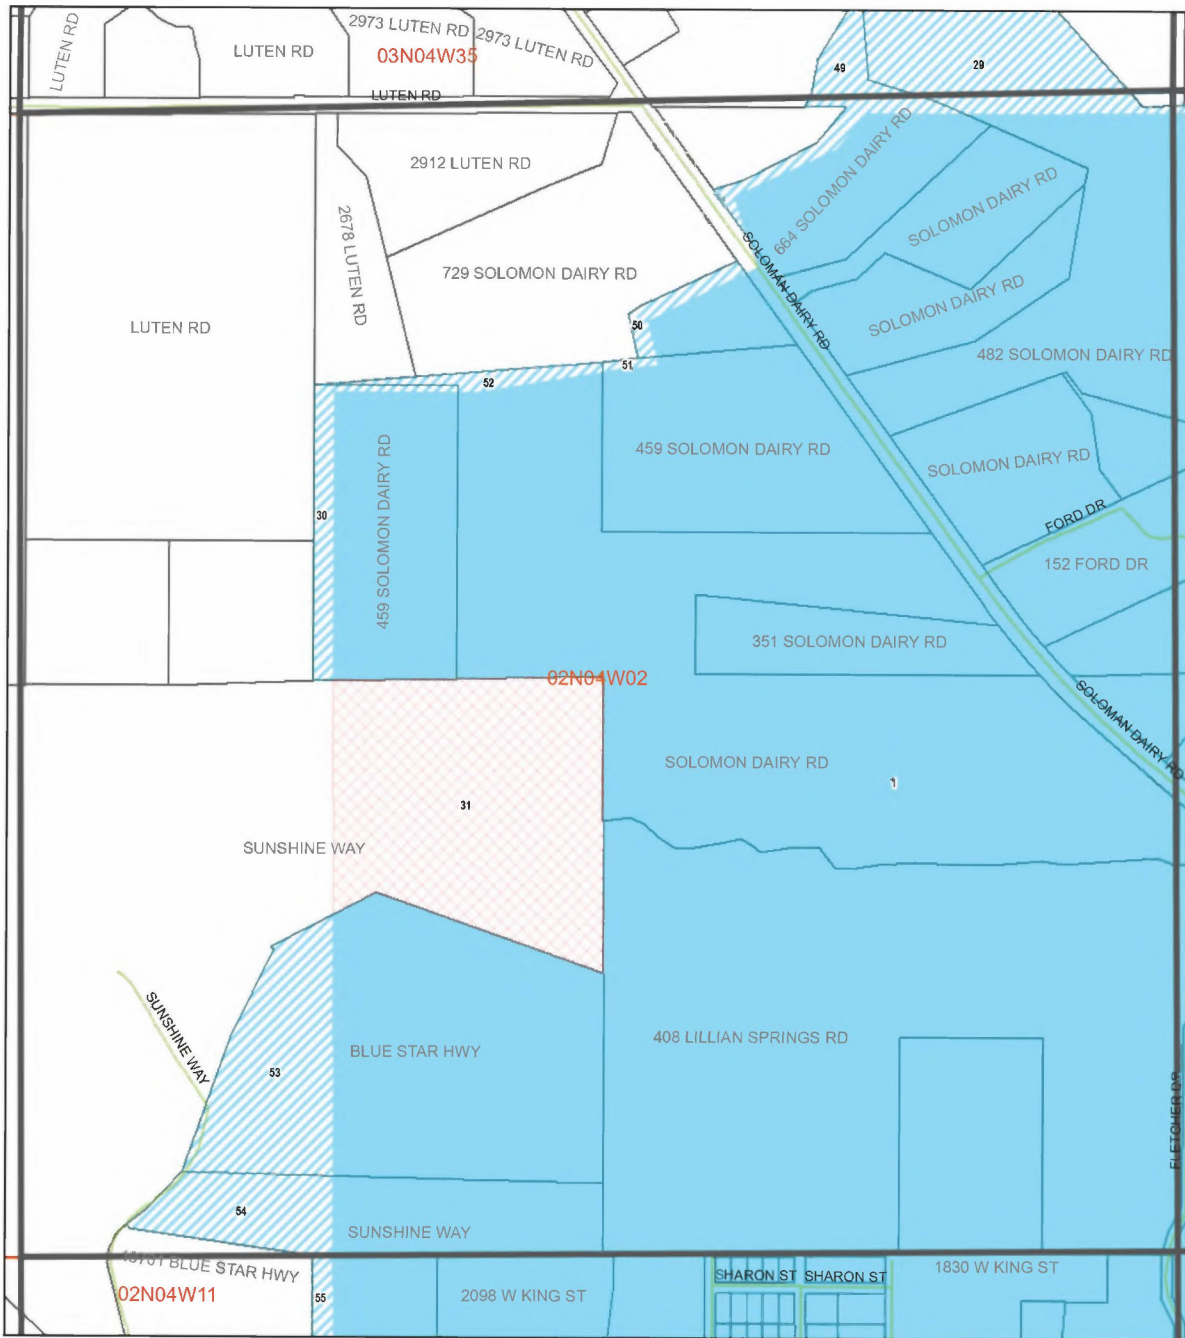 2973 LUTEN RD
2973 LUTEN RD
LUTEN RD
LUTEN RD
03N04W35
LUTEN RD
49
29
2912 LUTEN RD
664 SOLOMON DAIRY RD
SOLOMON DAIRY RD
2678 LUTEN RD
729 SOLOMON DAIRY RD
SOLOMAN DAIRY RD
SOLOMON DAIRY RD
LUTEN RD
50
51
52
482 SOLOMON DAIRY RD
459 SOLOMON DAIRY RD
459 SOLOMON DAIRY RD
SOLOMON DAIRY RD
30
FORD DR
152 FORD DR
351 SOLOMON DAIRY RD
02N04W02
SOLOMAN DAIRY RD
SOLOMON DAIRY RD
1
31
SUNSHINE WAY
SUNSHINE WAY
408 LILLIAN SPRINGS RD
BLUE STAR HWY
53
FLETCHER DR
54
SUNSHINE WAY
BLUE STAR HWY
02N04W11
55
2098 W KING ST
SHARON ST
SHARON ST
1830 W KING ST